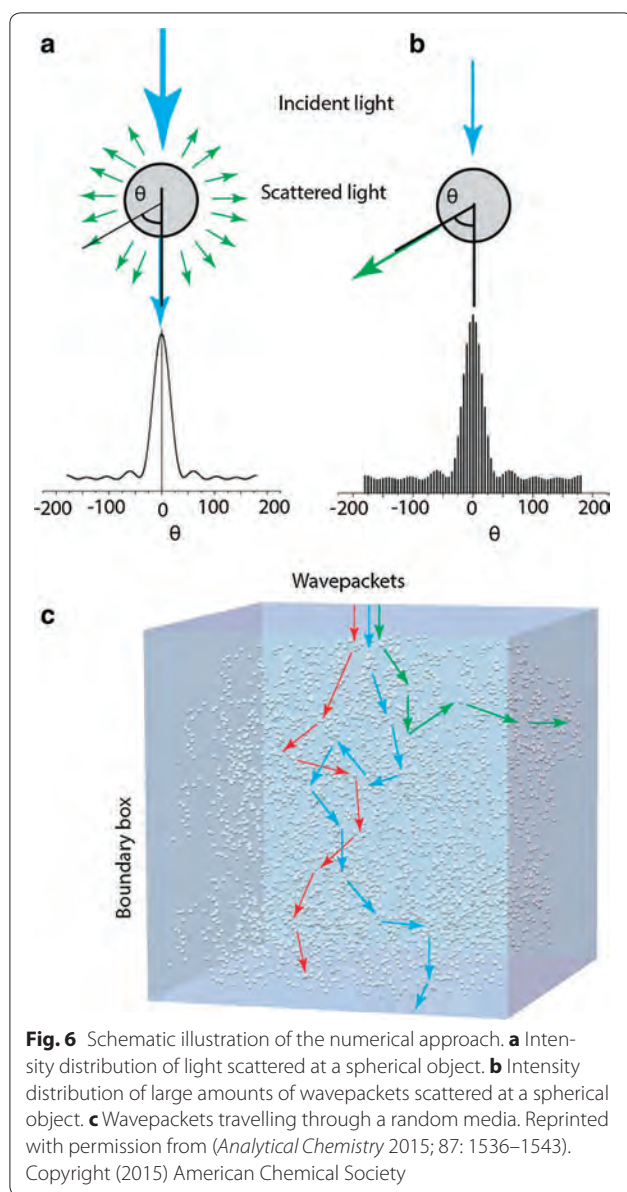 a
b
Incident light
θ
Scattered light
θ
-200 -100 0 100 200
θ
-200 -100 0 100 200
θ
Wavepackets
c
Boundary box
Fig. 6 Schematic illustration of the numerical approach. a Inten-
sity distribution of light scattered at a spherical object. b Intensity
distribution of large amounts of wavepackets scattered at a spherical
object. c Wavepackets travelling through a random media. Reprinted
with permission from (Analytical Chemistry 2015; 87: 1536–1543).
Copyright (2015) American Chemical Society